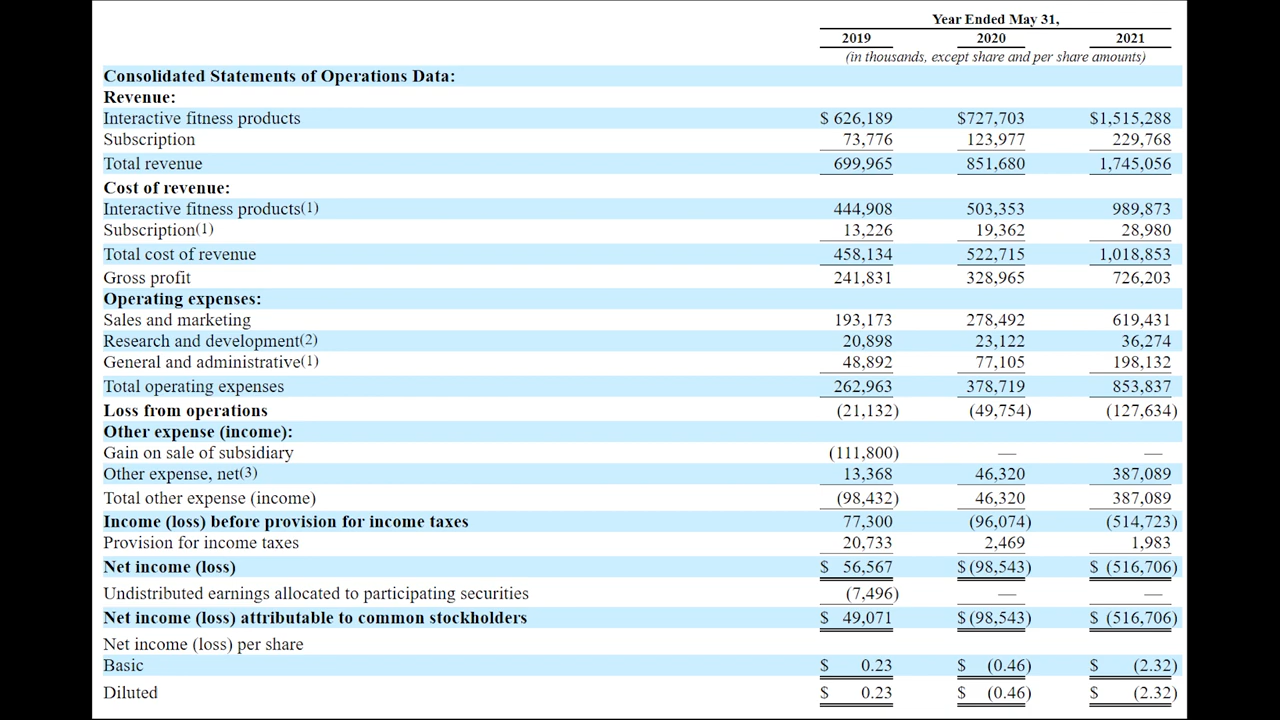 Year Ended May 31,
2019 2020 2021
(in thousands, except share and per share amounts)
Consolidated Statements of Operations Data:
Revenue:
Interactive fitness products $ 626,189 $727,703 $1,515,288
Subscription 73,776 123,977 229,768
Total revenue 699,965 851,680 1,745,056
Cost of revenue:
Interactive fitness products(1) 444,908 503,353 989,873
Subscription(1) 13,226 19,362 28,980
Total cost of revenue 458,134 522,715 1,018,853
Gross profit 241,831 328,965 726,203
Operating expenses:
Sales and marketing 193,173 278,492 619,431
Research and development(2) 20,898 23,122 36,274
General and administrative(1) 48,892 77,105 198,132
Total operating expenses 262,963 378,719 853,837
Loss from operations (21,132) (49,754) (127,634)
Other expense (income):
Gain on sale of subsidiary (111,800) — —
Other expense, net(3) 13,368 46,320 387,089
Total other expense (income) (98,432) 46,320 387,089
Income (loss) before provision for income taxes 77,300 (96,074) (514,723)
Provision for income taxes 20,733 2,469 1,983
Net income (loss) $ 56,567 $ (98,543) $ (516,706)
Undistributed earnings allocated to participating securities (7,496) — —
Net income (loss) attributable to common stockholders $ 49,071 $ (98,543) $ (516,706)
Net income (loss) per share
Basic $ 0.23 $ (0.46) $ (2.32)
Diluted $ 0.23 $ (0.46) $ (2.32)